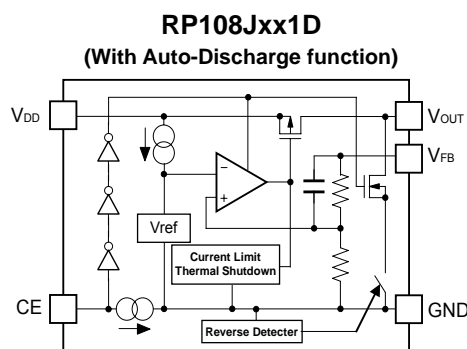 RP108Jxx1D
(With Auto-Discharge function)
VDD
VOUT
VFB
−
+
Vref
Current Limit
Thermal Shutdown
CE
GND
Reverse Detecter